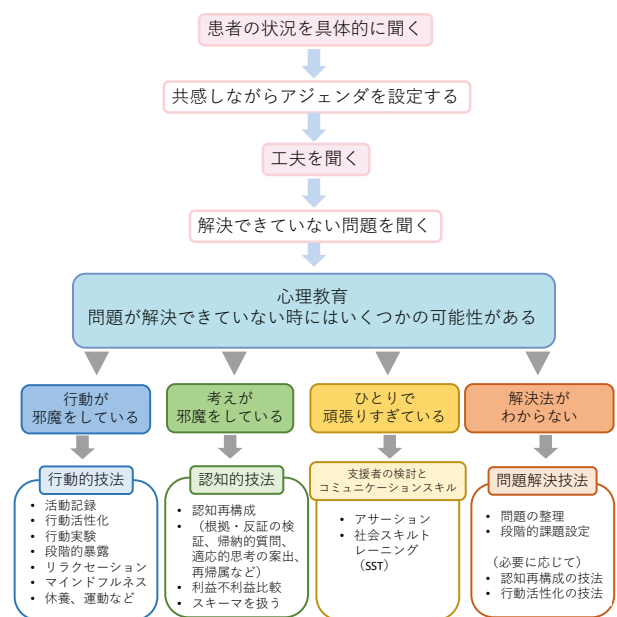 患者の状況を具体的に聞く
共感しながらアジェンダを設定する
工夫を聞く
解決できていない問題を聞く
心理教育
問題が解決できていない時にはいくつかの可能性がある
行動が
邪魔をしている
行動的技法
• 活動記録
• 行動活性化
• 行動実験
• 段階的暴露
• リラクセーション
• マインドフルネス
• 休養、運動など
考えが
邪魔をしている
認知的技法
• 認知再構成
• （根拠・反証の検
証、帰納的質問、
適応的思考の案出、
再帰属など）
• 利益不利益比較
• スキーマを扱う
ひとりで
頑張りすぎている
支援者の検討と
コミュニケーションスキル
• アサーション
• 社会スキルト
レーニング
（SST）
解決法が
わからない
問題解決技法
• 問題の整理
• 段階的課題設定
（必要に応じて）
• 認知再構成の技法
• 行動活性化の技法